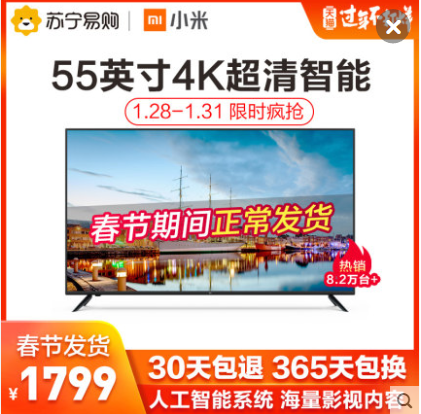 苏宁易购 小米
天猫 过年不打烊
55英寸4K超清智能
1.28-1.31 限时疯抢
春节期间正常发货
热销
8.2万台+
春节发货
¥1799
30天包退 365天包换
人工智能系统 海量影视内容